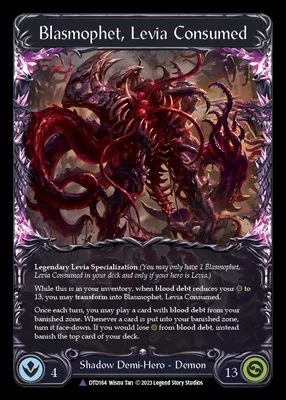 Blasmophet, Levia Consumed
Legendary Levia Specialization (You may only have 1 Blasmophet,
Levia Consumed in your deck and only if your hero is Levia.)
While this is in your inventory, when blood debt reduces your to
13, you may transform into Blasmophet, Levia Consumed.
Once each turn, you may play a card with blood debt from your
banished zone. Whenever a card is put into your banished zone,
turn it face-down. If you would lose from blood debt, instead
banish the top card of your deck.
4
Shadow Demi-Hero - Demon
13
DTD164 Wisnu Tan © 2023 Legend Story Studios